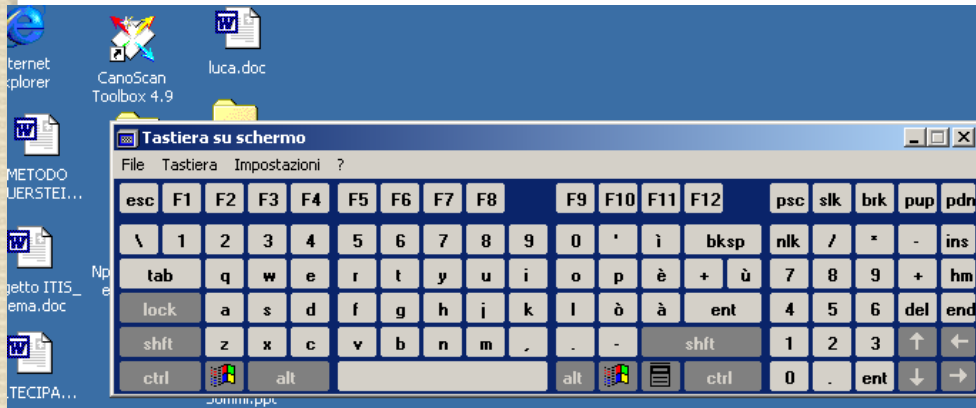 ternet
xplorer
CanoScan
Toolbox 4.9
luca.doc
METODO
UERSTEI...
getto ITIS_
ema.doc
TECIPA...
Tastiera su schermo
File Tastiera Impostazioni ?
esc F1 F2 F3 F4 F5 F6 F7 F8 F9 F10 F11 F12 psc slk brk pup pdn
\ 1 2 3 4 5 6 7 8 9 0 ' ì bksp nlk / * - ins
tab q w e r t y u i o p è + ù 7 8 9 + hm
lock a s d f g h j k l ò à ent 4 5 6 del end
shft z x c v b n m , . - shft 1 2 3 ↑ ←
ctrl alt alt ctrl 0 . ent ↓ →